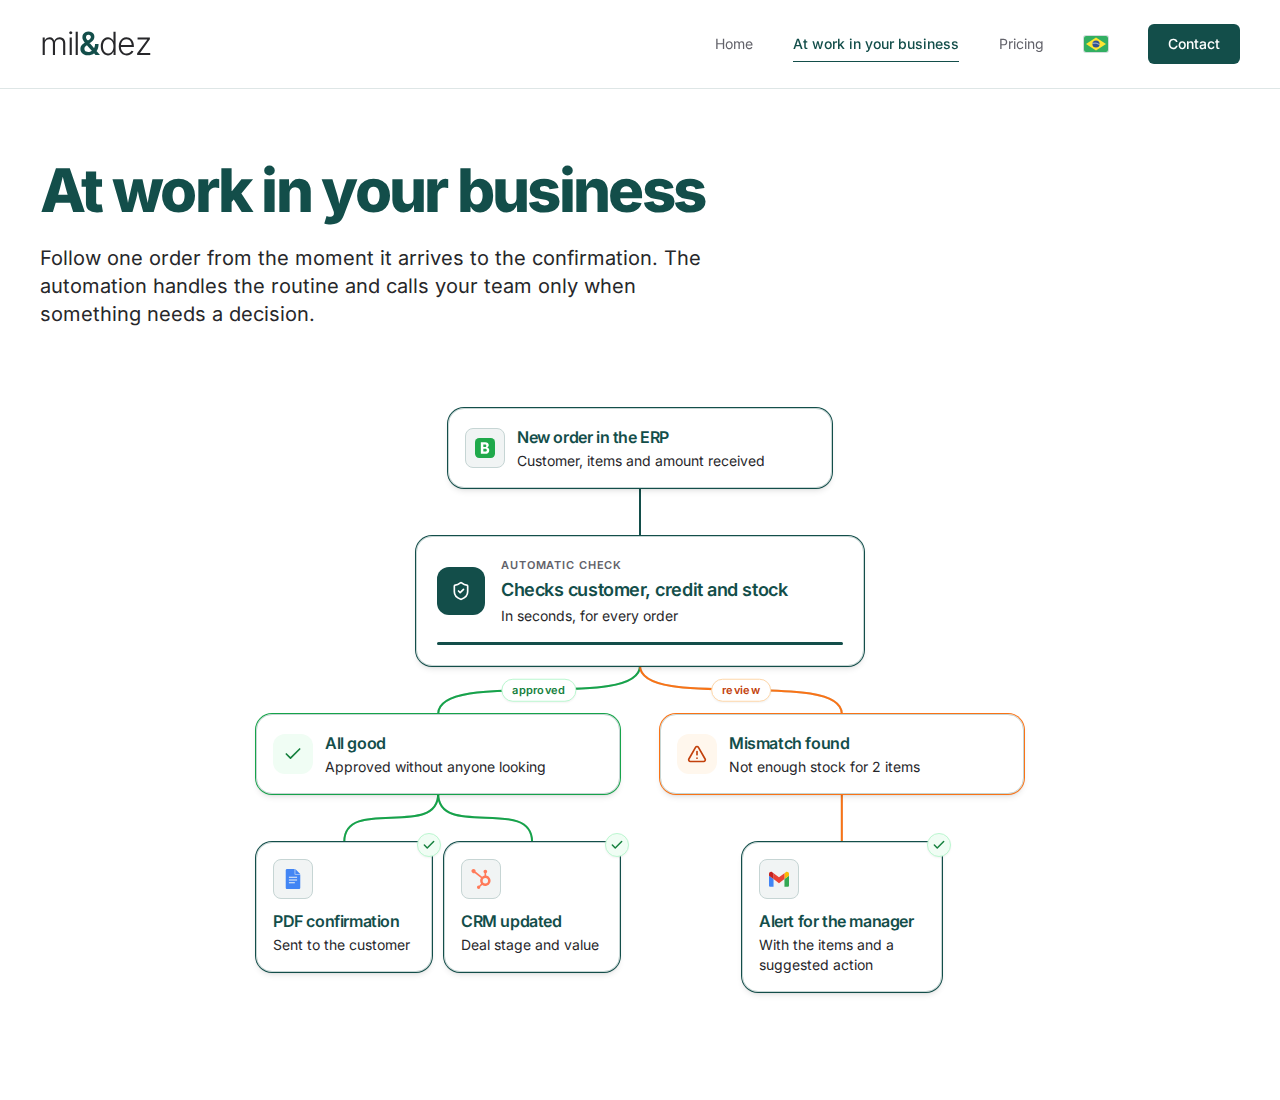 mil&dez
Home
At work in your business
Pricing
Contact
At work in your business
Follow one order from the moment it arrives to the confirmation. The
automation handles the routine and calls your team only when
something needs a decision.
B
New order in the ERP
Customer, items and amount received
AUTOMATIC CHECK
Checks customer, credit and stock
In seconds, for every order
approved
review
All good
Approved without anyone looking
Mismatch found
Not enough stock for 2 items
PDF confirmation
Sent to the customer
CRM updated
Deal stage and value
Alert for the manager
With the items and a
suggested action